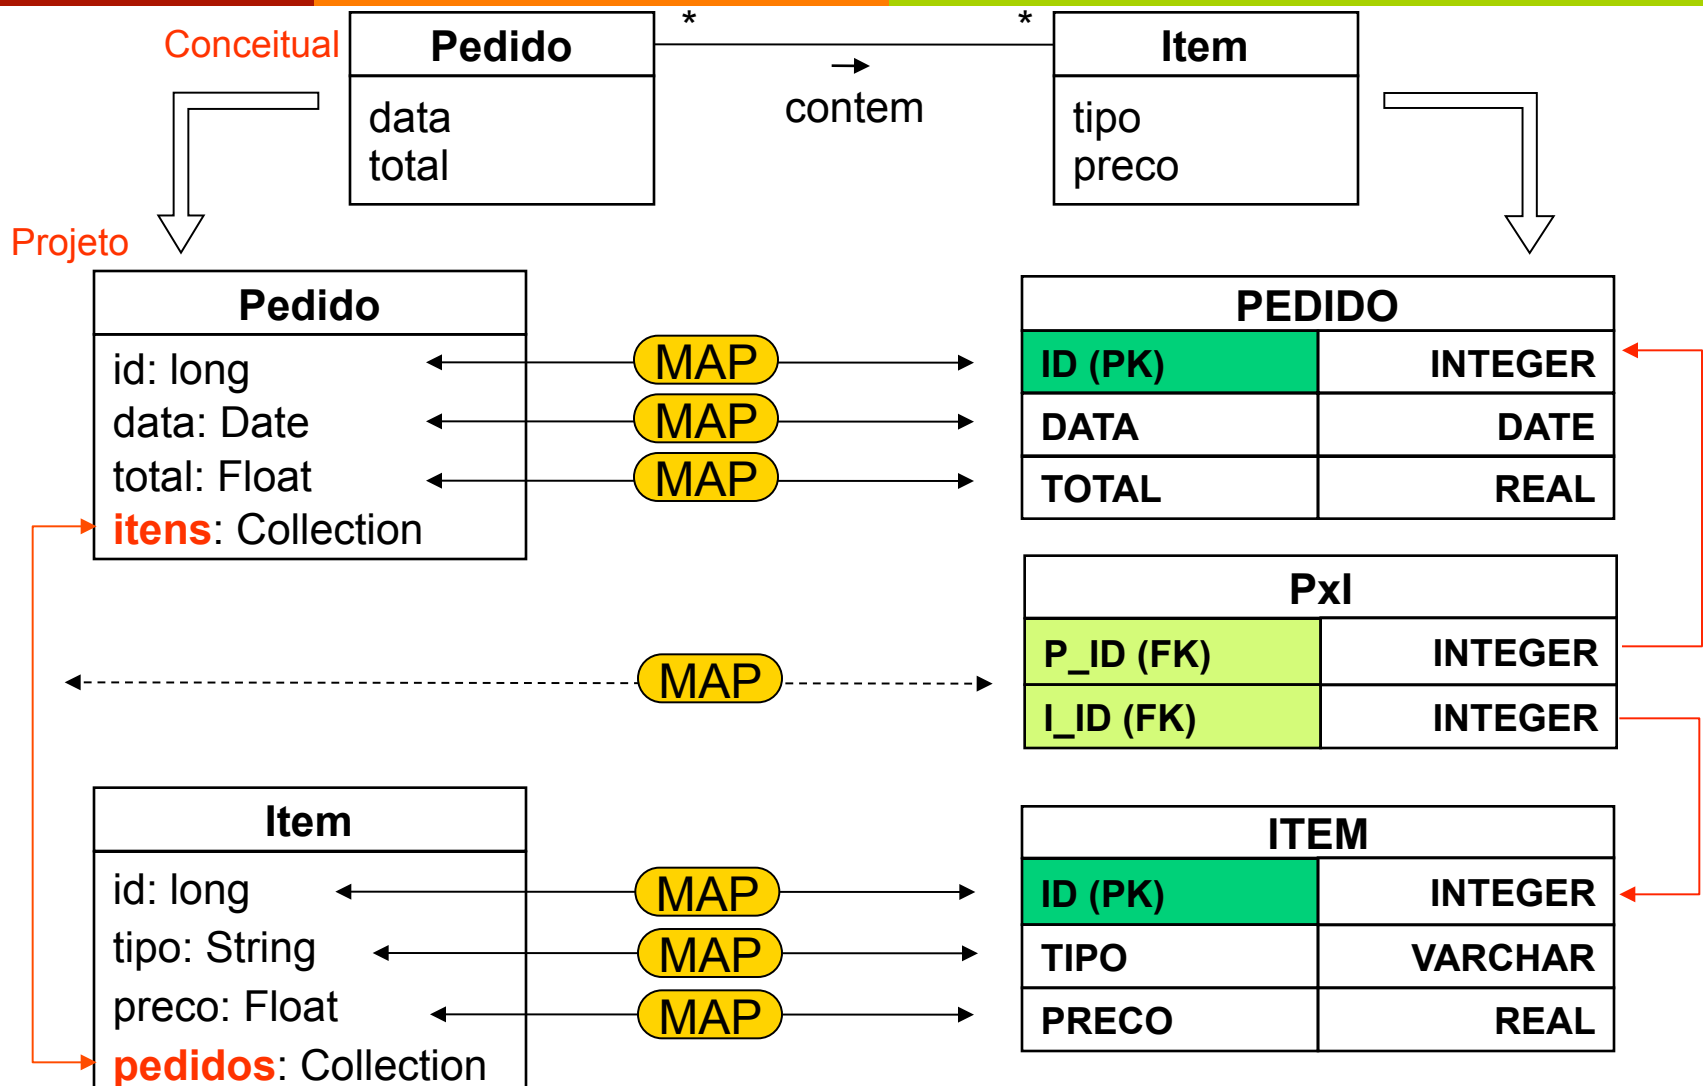 Conceitual
Pedido
*
*
Item
contem
data
total
tipo
preco
Projeto
Pedido
id: long
data: Date
total: Float
itens: Collection
MAP
MAP
MAP
PEDIDO
ID (PK) INTEGER
DATA DATE
TOTAL REAL
MAP
PxI
P_ID (FK) INTEGER
I_ID (FK) INTEGER
Item
id: long
tipo: String
preco: Float
pedidos: Collection
MAP
MAP
MAP
ITEM
ID (PK) INTEGER
TIPO VARCHAR
PRECO REAL